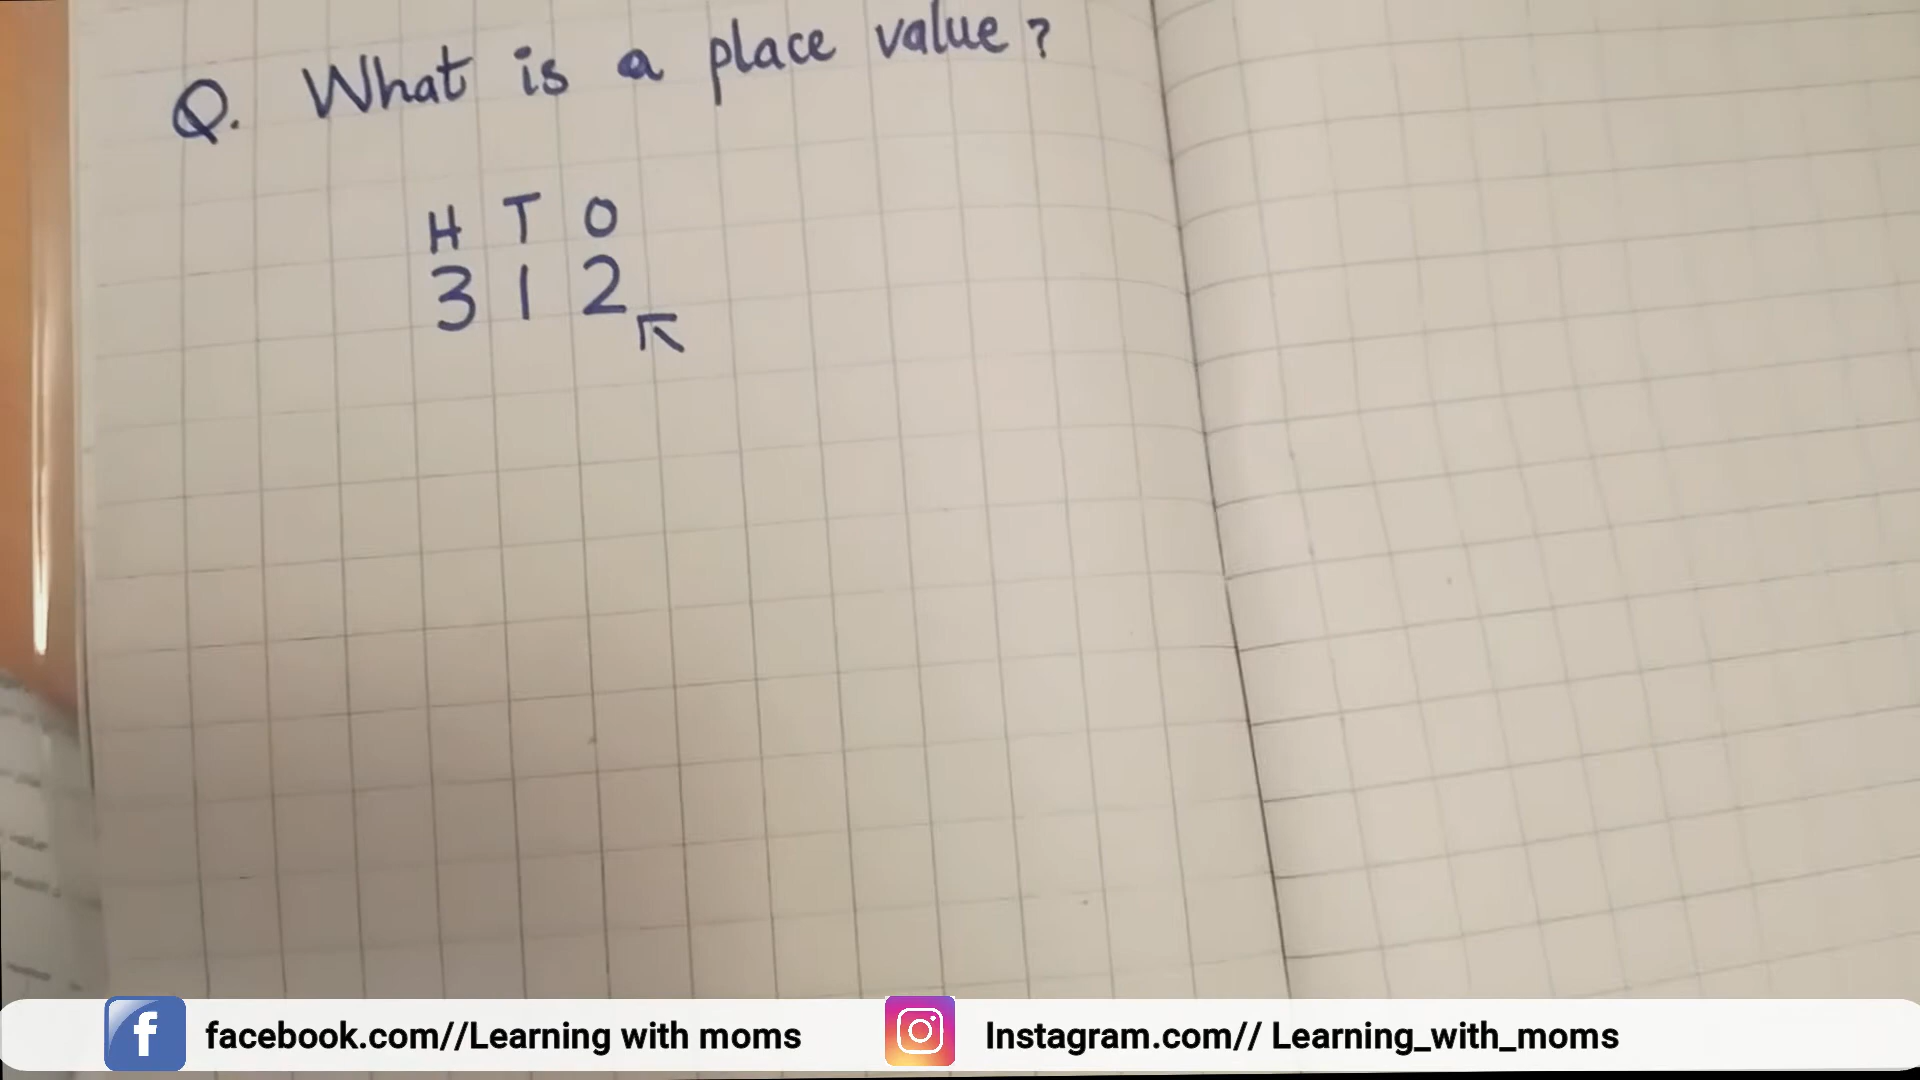 Q. What is a place value?
H T O
3 1 2
facebook.com//Learning with moms
Instagram.com// Learning_with_moms